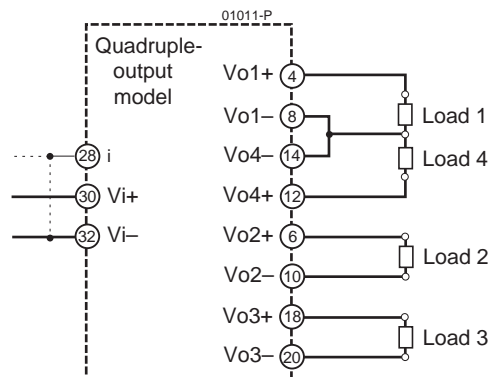 01011-P
Quadruple-
output
model
Vo1+ 4
Vo1– 8
Load 1
Vo4– 14
Load 4
28 i
30 Vi+
Vo4+ 12
32 Vi–
Vo2+ 6
Load 2
Vo2– 10
Vo3+ 18
Load 3
Vo3– 20